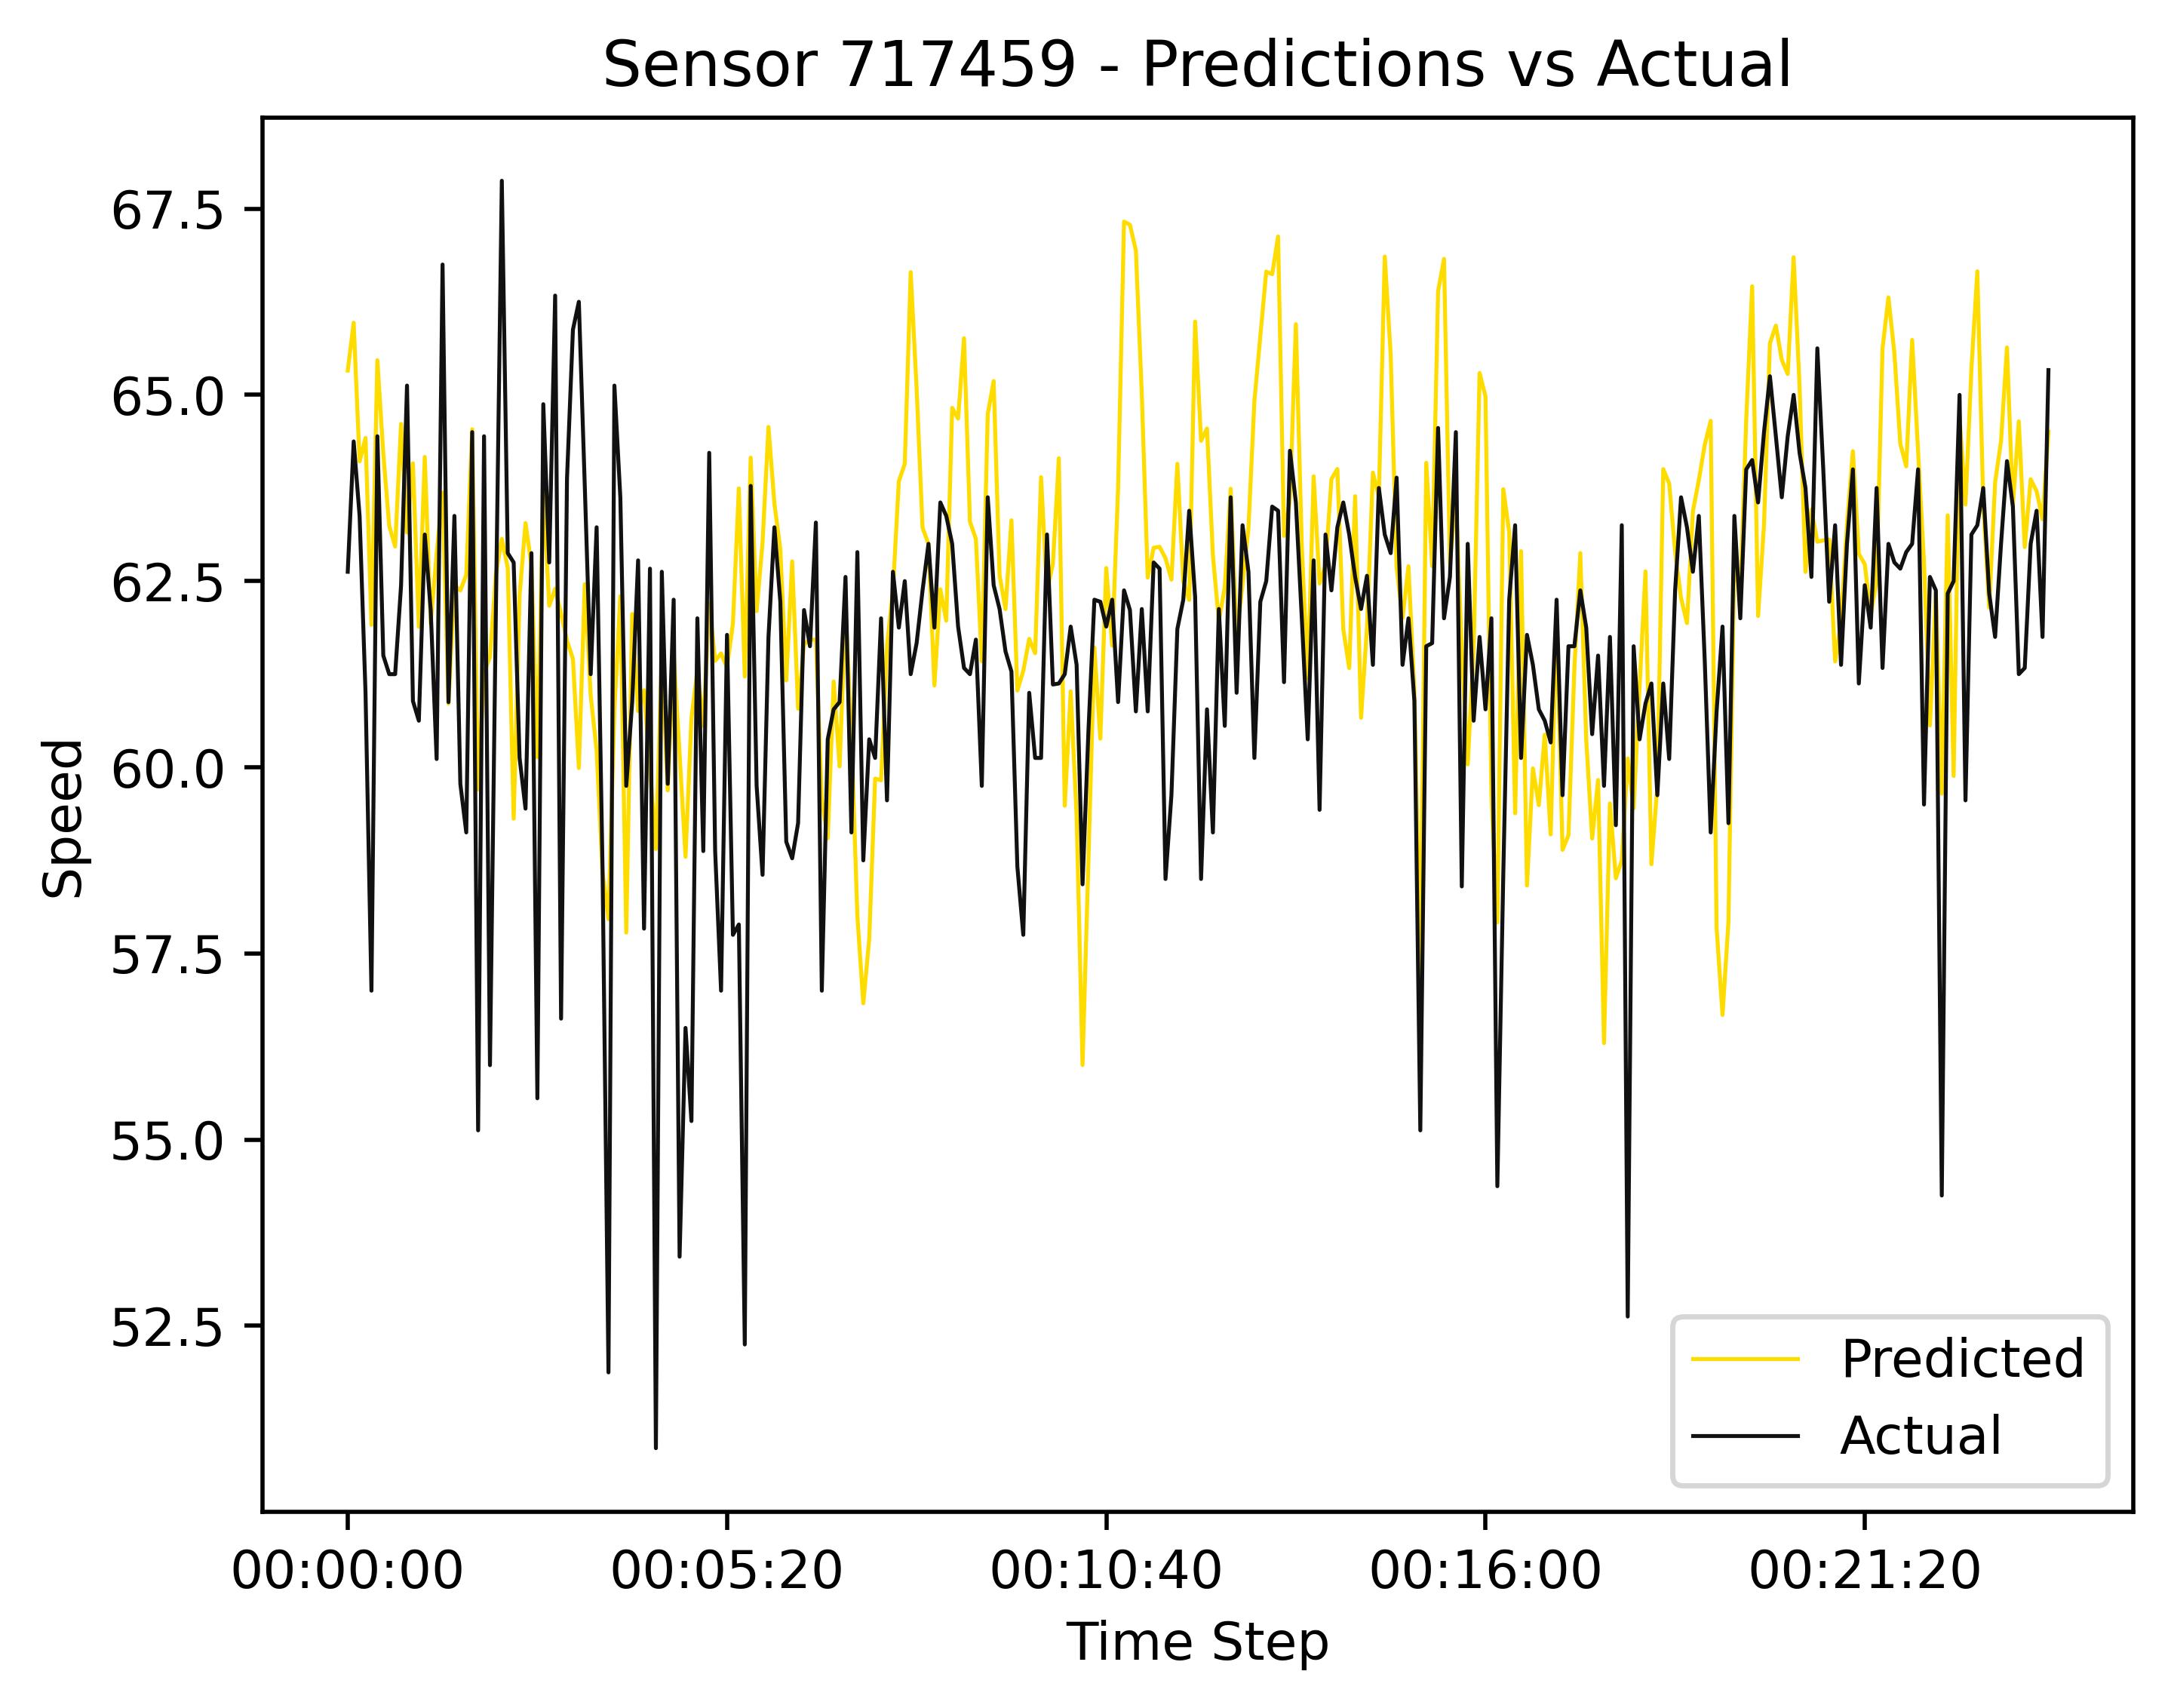 Sensor 717459 - Predictions vs Actual
67.5
65.0
62.5
60.0
57.5
55.0
52.5
Speed
Predicted
Actual
00:00:00 00:05:20 00:10:40 00:16:00 00:21:20
Time Step